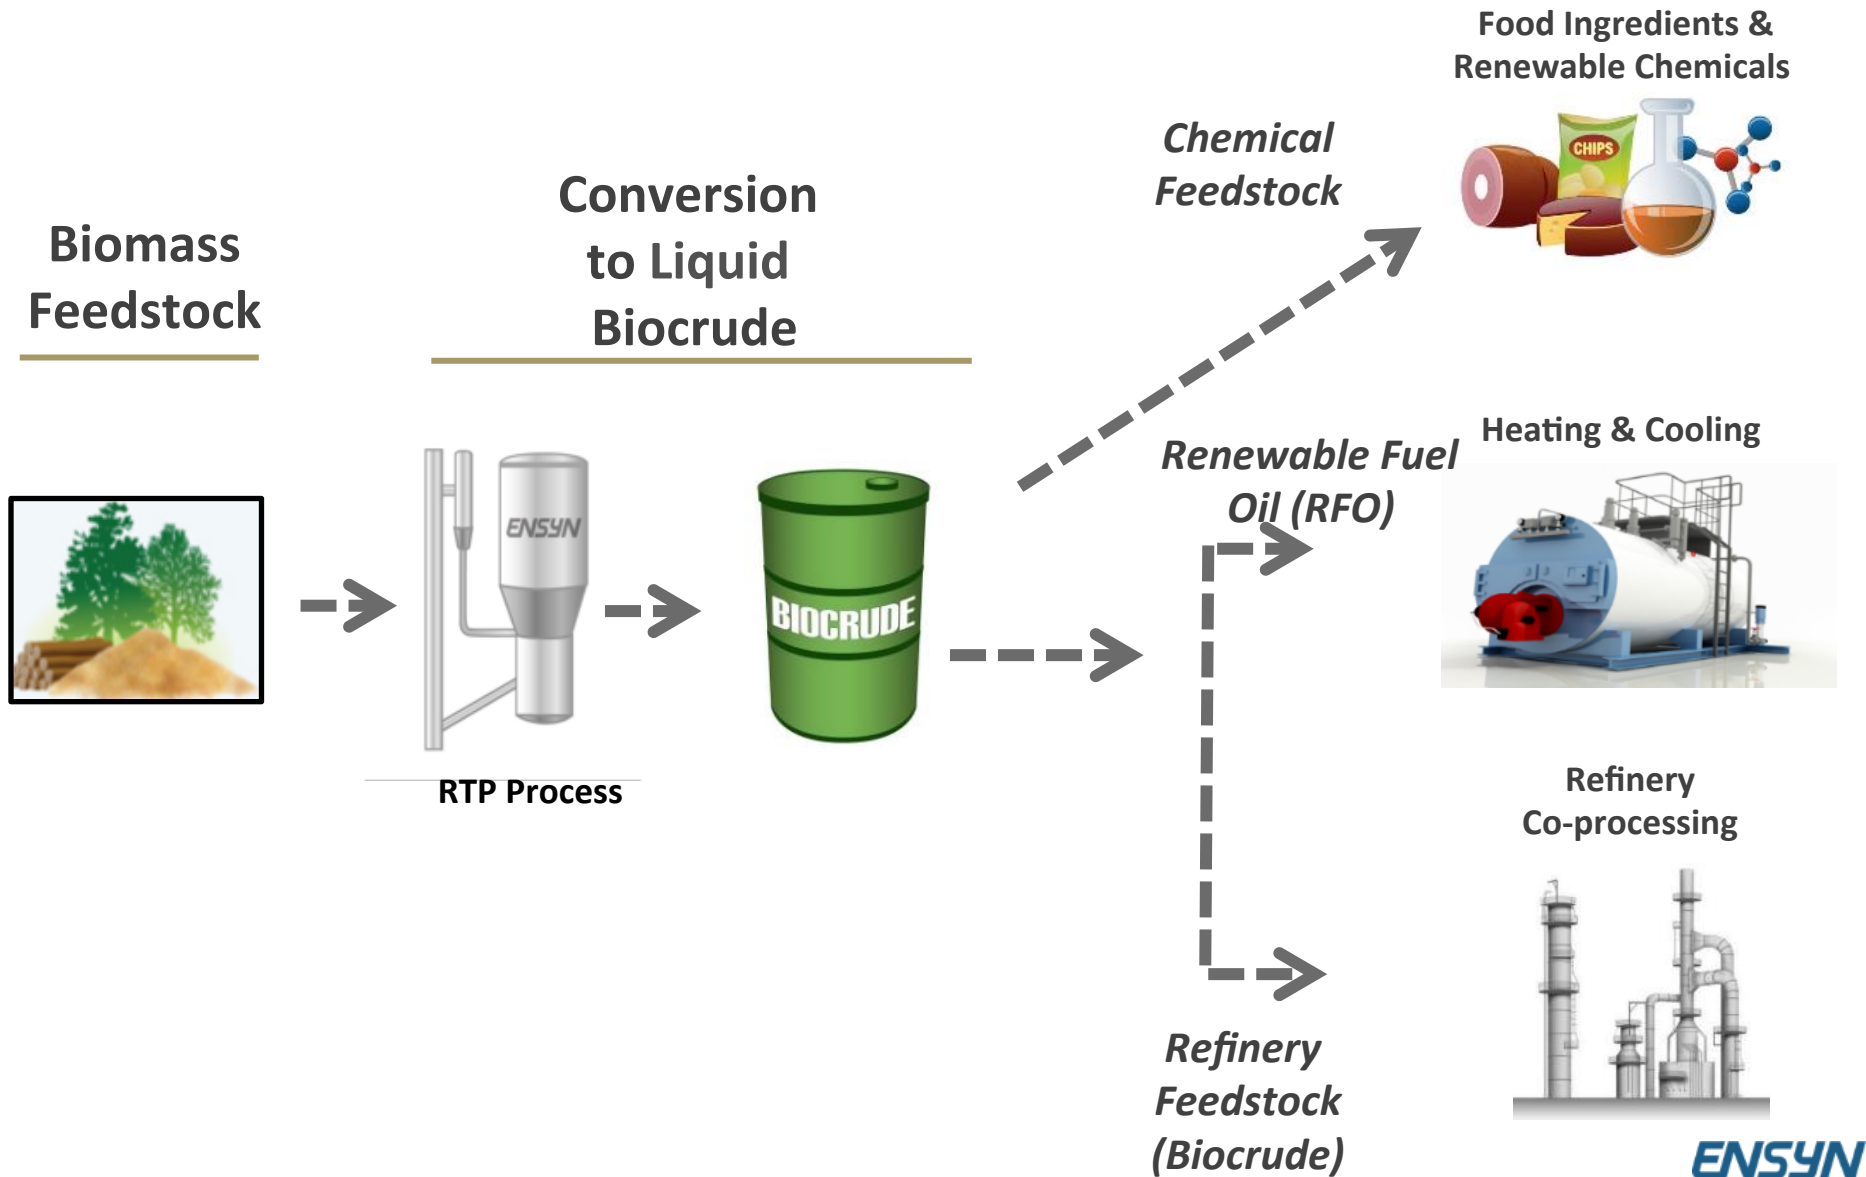 Biomass
Feedstock
Conversion
to Liquid
Biocrude
ENSYN
RTP Process
BIOCRUDE
Chemical
Feedstock
Food Ingredients &
Renewable Chemicals
CHIPS
Renewable Fuel
Oil (RFO)
Heating & Cooling
Refinery
Co-processing
Refinery
Feedstock
(Biocrude)
ENSYN